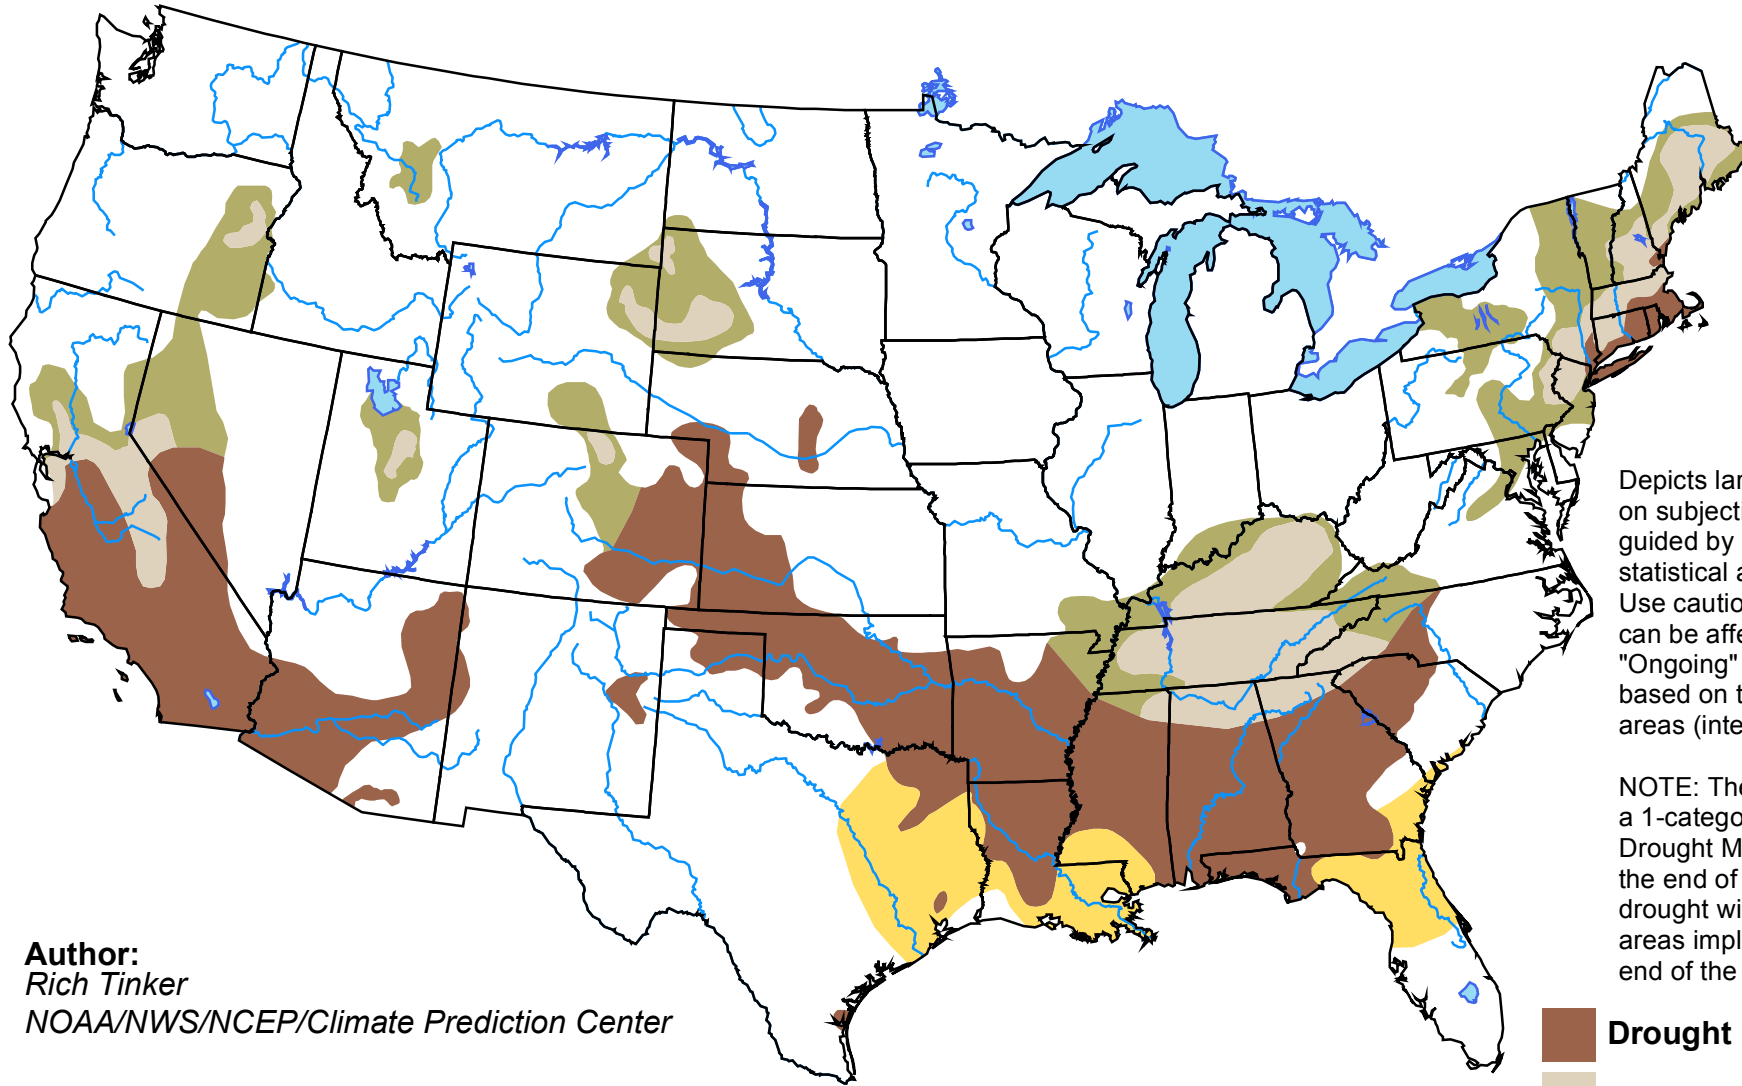 Depicts lar
on subjecti
guided by
statistical a
Use cautio
can be affe
"Ongoing"
based on t
areas (inte
NOTE: The
a 1-catego
Drought M
the end of
drought wi
areas impl
end of the
Author:
Rich Tinker
NOAA/NWS/NCEP/Climate Prediction Center
Drought